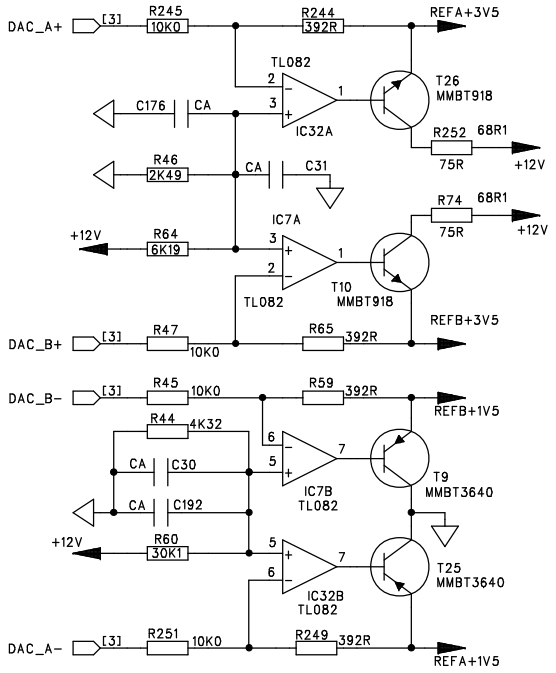 DAC_A+
[3]
R245
10K0
R244
392R
REFA+3V5
TL082
2
1
3
IC32A
T26
MMBT918
C176
CA
R252
68R1
75R
+12V
R46
2K49
CA
C31
R74
68R1
75R
+12V
+12V
R64
6K19
IC7A
3
1
2
TL082
T10
MMBT918
REFB+3V5
DAC_B+
[3]
R47
10K0
R65
392R
DAC_B-
[3]
R45
10K0
R59
392R
REFB+1V5
R44
4K32
6
7
5
IC7B
TL082
T9
MMBT3640
CA
C30
CA
C192
+12V
R60
30K1
5
7
6
IC32B
TL082
T25
MMBT3640
DAC_A-
[3]
R251
10K0
R249
392R
REFA+1V5